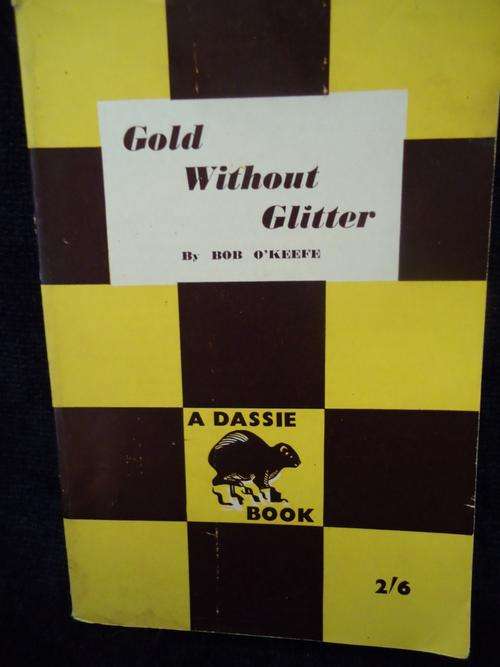 Gold
Without
Glitter
By BOB O'KEEFE
A DASSIE
BOOK
2/6